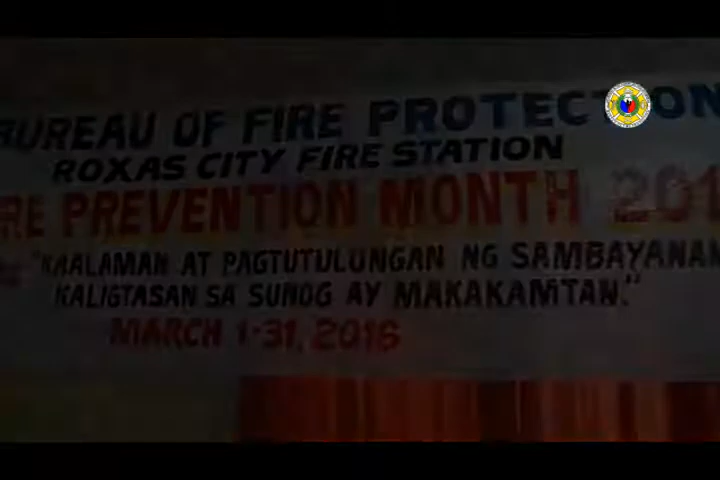 BUREAU OF FIRE PROTECTION
ROXAS CITY FIRE STATION
RE PREVENTION MONTH 201
"KAALAMAN AT PAGTUTULUNGAN NG SAMBAYANAN
KALIGTASAN SA SUNOG AY MAKAKAMTAN."
MARCH 1-31, 2016